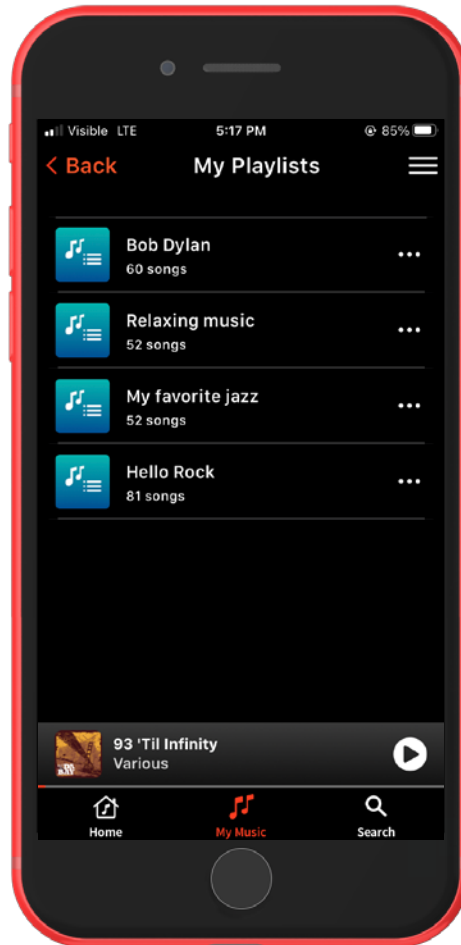 Visible LTE 5:17 PM 85%
Back My Playlists
Bob Dylan
60 songs
Relaxing music
52 songs
My favorite jazz
52 songs
Hello Rock
81 songs
93 'Til Infinity
Various
Home My Music Search